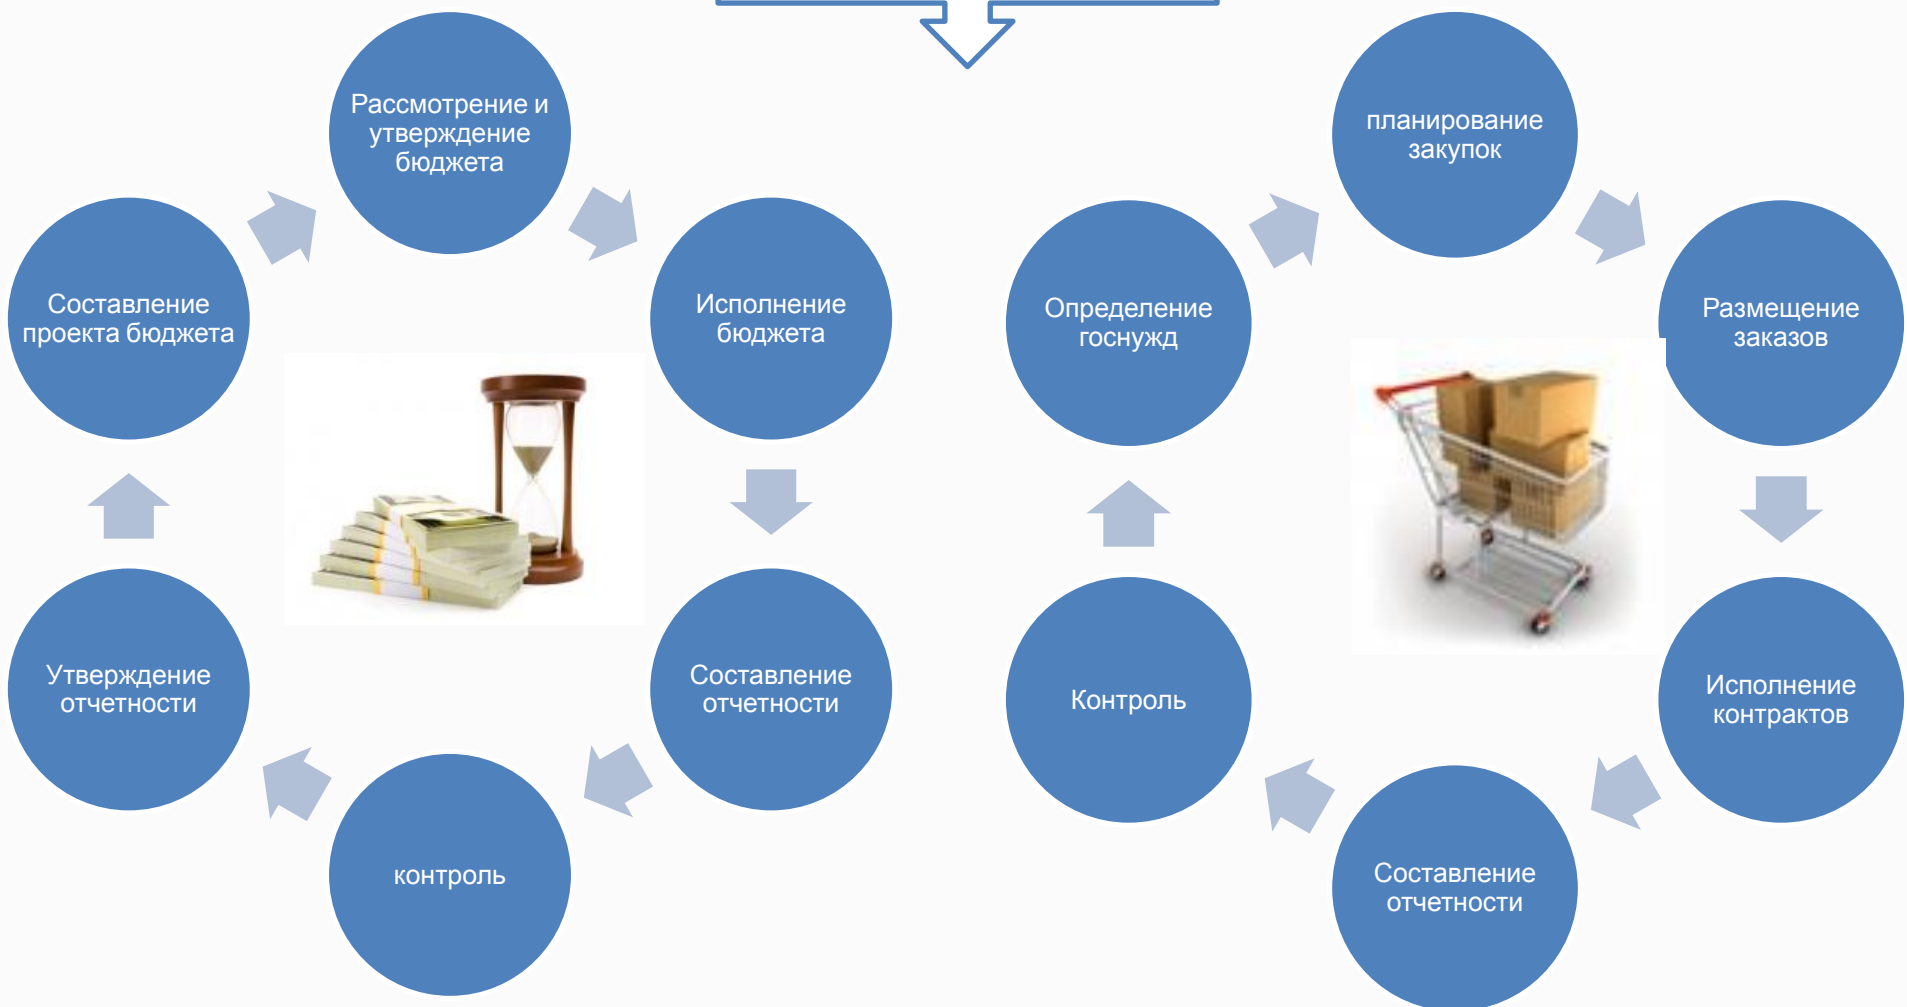 Рассмотрение и
утверждение
бюджета
Исполнение
бюджета
Составление
отчетности
контроль
Утверждение
отчетности
Составление
проекта бюджета
планирование
закупок
Размещение
заказов
Исполнение
контрактов
Составление
отчетности
Контроль
Определение
госнужд